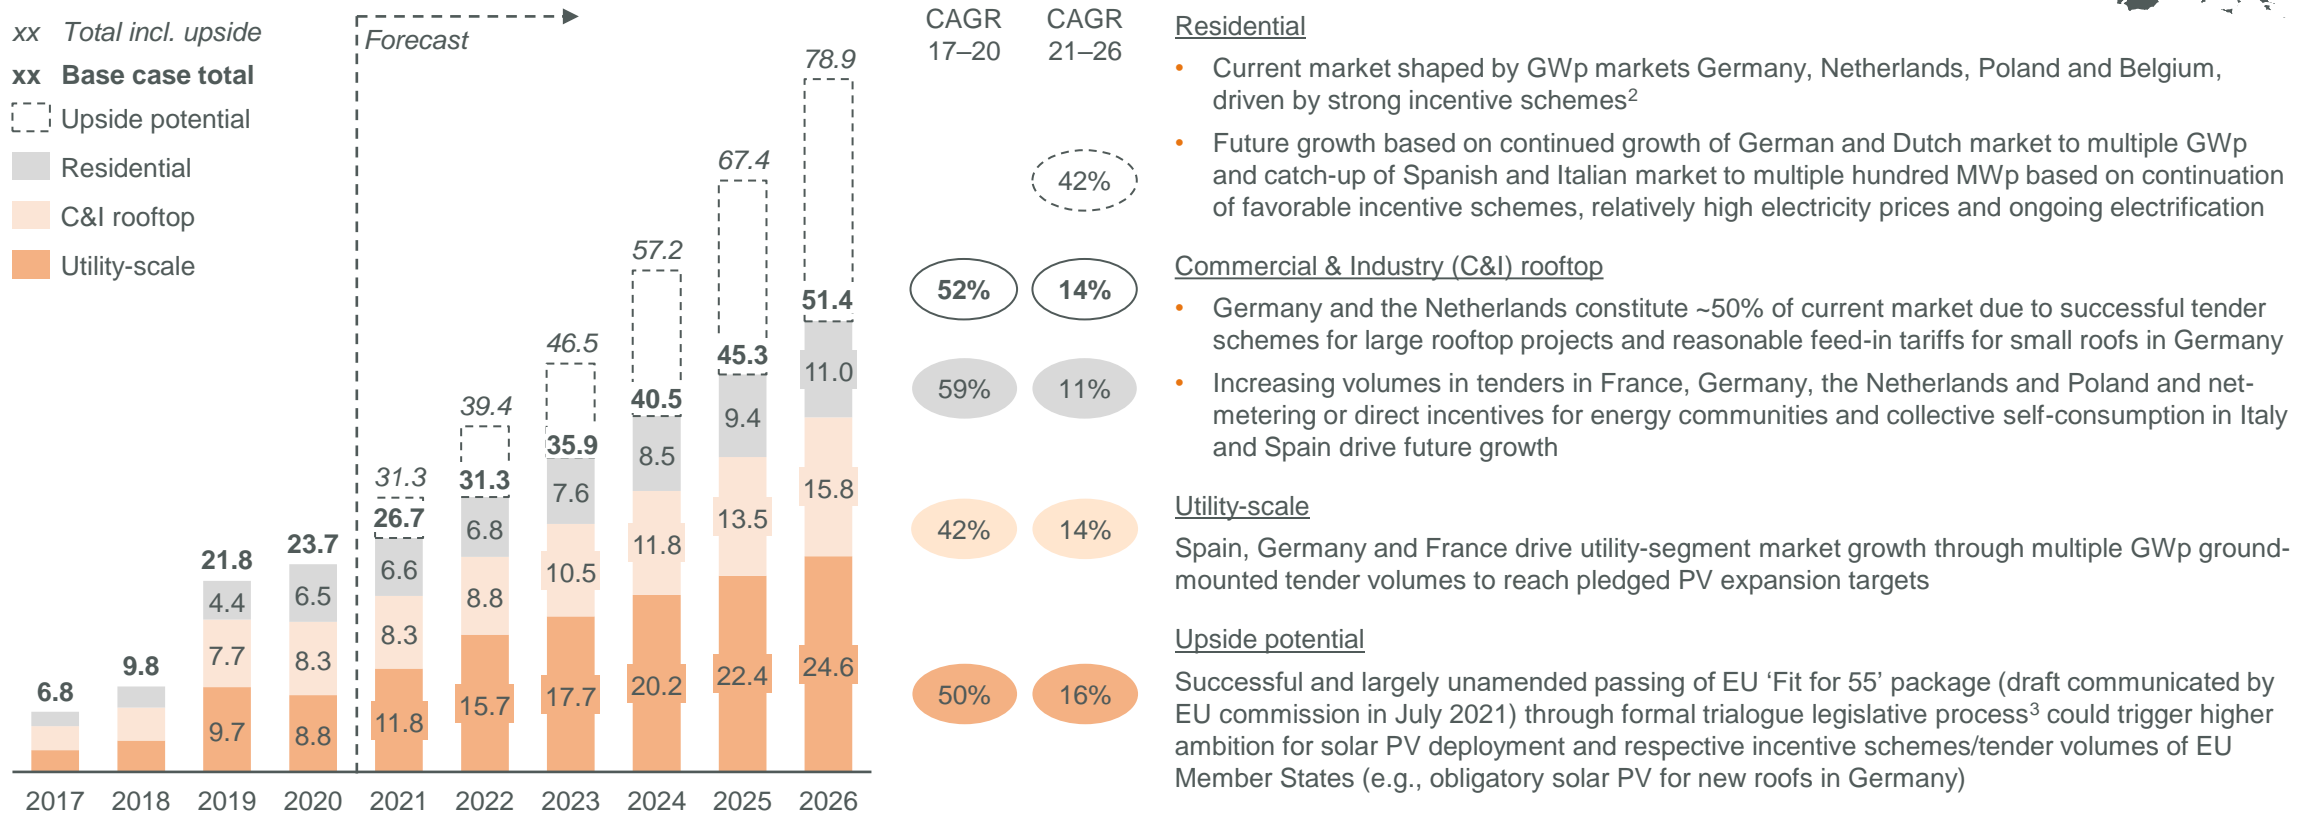 xx Total incl. upside
xx Base case total
Upside potential
Residential
C&I rooftop
Utility-scale
Forecast
6.8
9.8
21.8
4.4
7.7
9.7
23.7
6.5
8.3
8.8
31.3
26.7
6.6
8.3
11.8
39.4
31.3
6.8
8.8
15.7
46.5
35.9
7.6
10.5
17.7
57.2
40.5
8.5
11.8
20.2
67.4
45.3
9.4
13.5
22.4
78.9
51.4
11.0
15.8
24.6
2017 2018 2019 2020 2021 2022 2023 2024 2025 2026
CAGR CAGR
17–20 21–26
42%
52% 14%
59% 11%
42% 14%
50% 16%
Residential
• Current market shaped by GWp markets Germany, Netherlands, Poland and Belgium,
driven by strong incentive schemes²
• Future growth based on continued growth of German and Dutch market to multiple GWp
and catch-up of Spanish and Italian market to multiple hundred MWp based on continuation
of favorable incentive schemes, relatively high electricity prices and ongoing electrification
Commercial & Industry (C&I) rooftop
• Germany and the Netherlands constitute ~50% of current market due to successful tender
schemes for large rooftop projects and reasonable feed-in tariffs for small roofs in Germany
• Increasing volumes in tenders in France, Germany, the Netherlands and Poland and net-
metering or direct incentives for energy communities and collective self-consumption in Italy
and Spain drive future growth
Utility-scale
Spain, Germany and France drive utility-segment market growth through multiple GWp ground-
mounted tender volumes to reach pledged PV expansion targets
Upside potential
Successful and largely unamended passing of EU ‘Fit for 55’ package (draft communicated by
EU commission in July 2021) through formal trialogue legislative process³ could trigger higher
ambition for solar PV deployment and respective incentive schemes/tender volumes of EU
Member States (e.g., obligatory solar PV for new roofs in Germany)